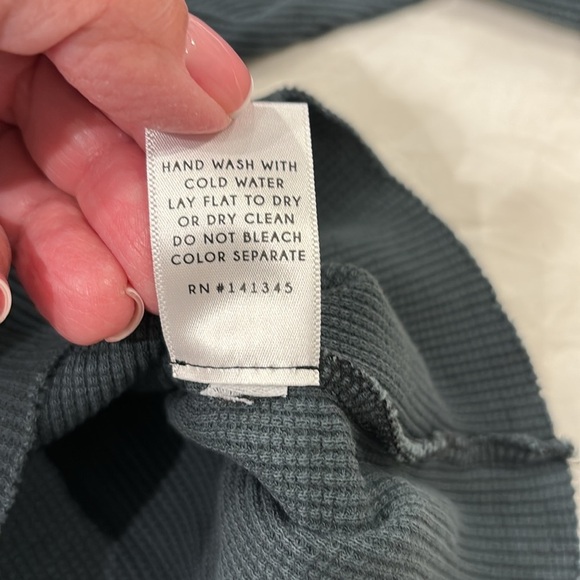 HAND WASH WITH
COLD WATER
LAY FLAT TO DRY
OR DRY CLEAN
DO NOT BLEACH
COLOR SEPARATE
RN #141345